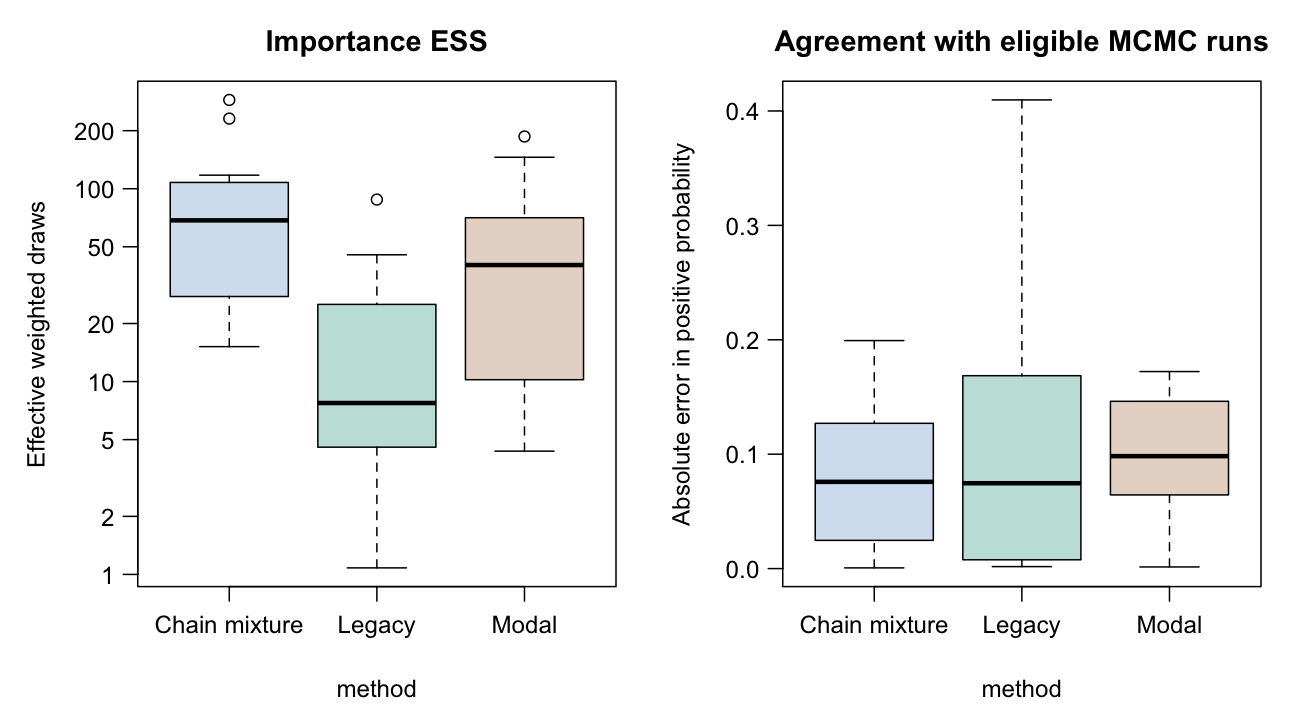 Importance ESS
Effective weighted draws
200
100
50
20
10
5
2
1
Chain mixture
Legacy
Modal
method
Agreement with eligible MCMC runs
Absolute error in positive probability
0.4
0.3
0.2
0.1
0.0
Chain mixture
Legacy
Modal
method